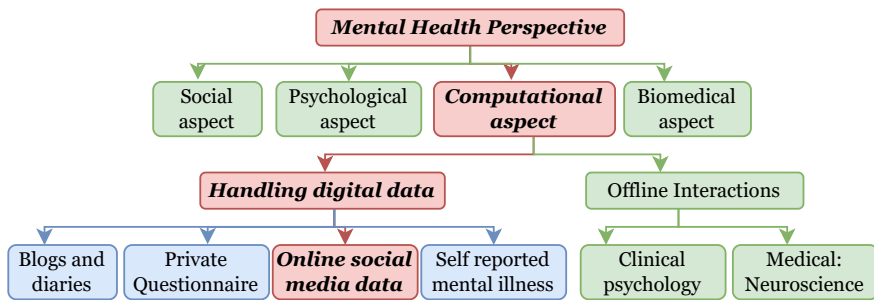 Mental Health Perspective
Social
aspect
Psychological
aspect
Computational
aspect
Biomedical
aspect
Handling digital data
Offline Interactions
Blogs and
diaries
Private
Questionnaire
Online social
media data
Self reported
mental illness
Clinical
psychology
Medical:
Neuroscience